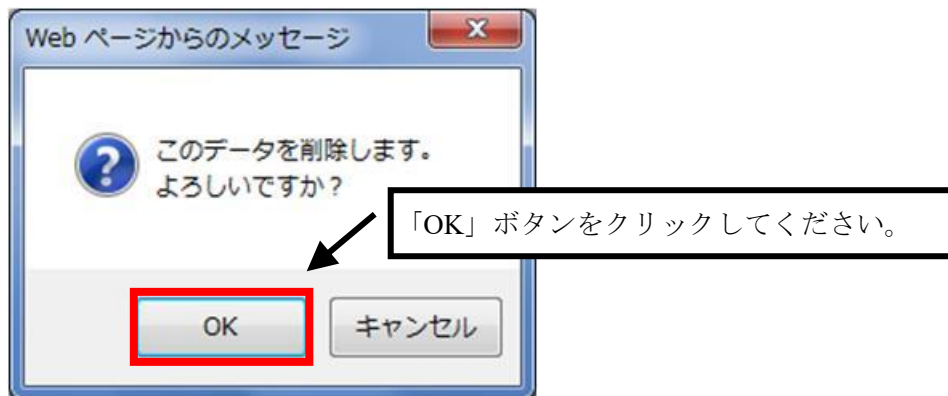 Web ページからのメッセージ
このデータを削除します。
よろしいですか？
「OK」ボタンをクリックしてください。
OK
キャンセル